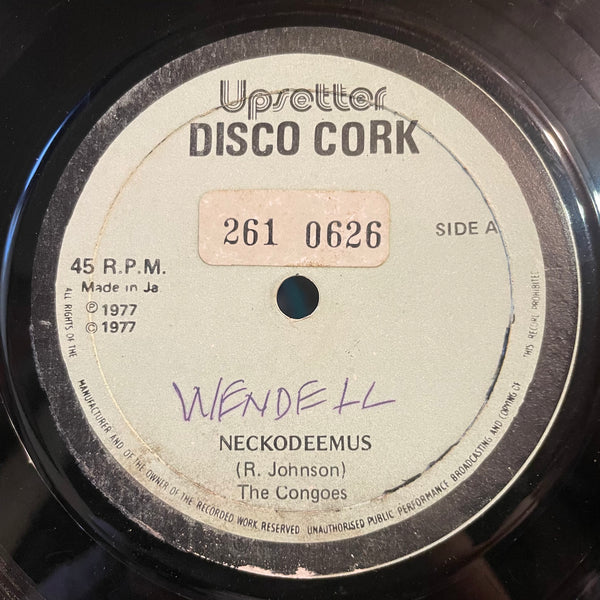 Upsetter
DISCO CORK
261 0626
SIDE A
45 R.P.M.
Made in Ja.
℗ 1977
© 1977
WENDELL
NECKODEEMUS
(R. Johnson)
The Congoes
ALL RIGHTS OF THE MANUFACTURER AND OF THE OWNER OF THE RECORDED WORK RESERVED. UNAUTHORISED PUBLIC PERFORMANCE BROADCASTING AND COPYING OF THIS RECORD PROHIBITED